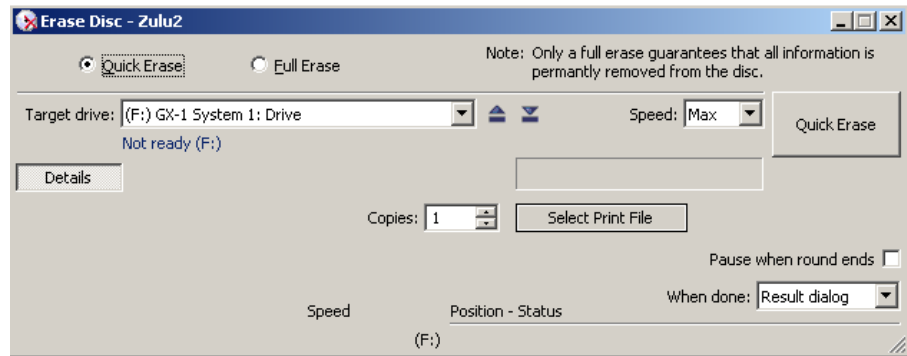 Erase Disc - Zulu2
Quick Erase
Full Erase
Note: Only a full erase guarantees that all information is
permantly removed from the disc.
Target drive: (F:) GX-1 System 1: Drive
Speed: Max
Quick Erase
Not ready (F:)
Details
Copies: 1
Select Print File
Pause when round ends
When done: Result dialog
Speed
Position - Status
(F:)